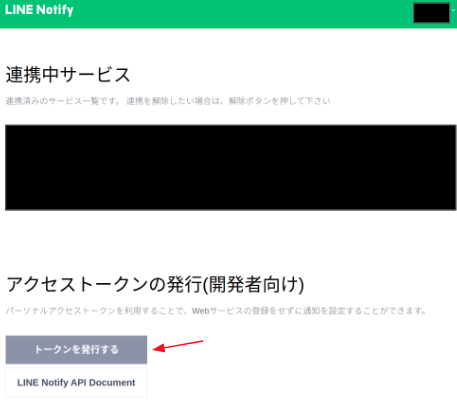 LINE Notify
連携中サービス
連携済みのサービス一覧です。 連携を解除したい場合は、解除ボタンを押して下さい
アクセストークンの発行(開発者向け)
パーソナルアクセストークンを利用することで、Webサービスの登録をせずに通知を設定することができます。
トークンを発行する
LINE Notify API Document